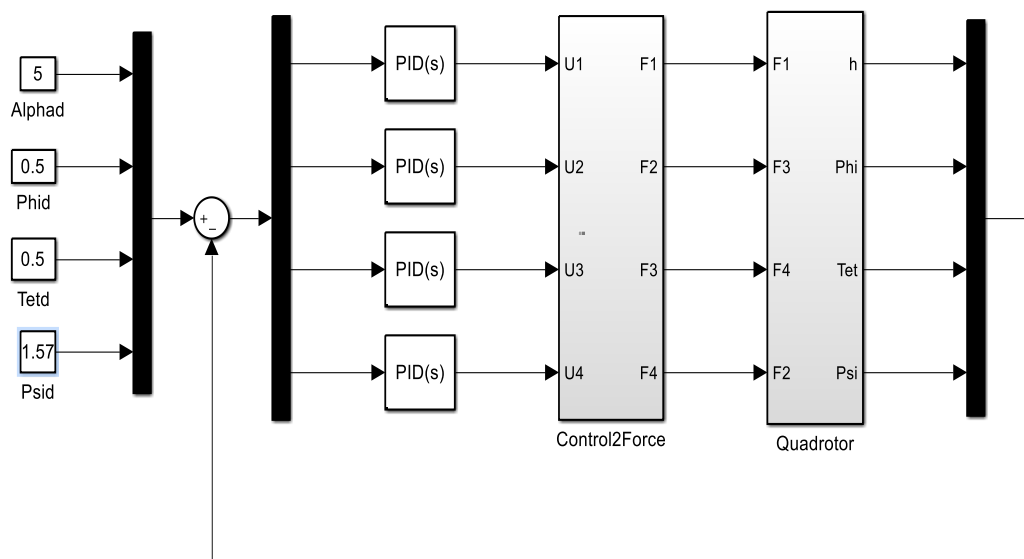 5
Alphad
0.5
Phid
0.5
Tetd
1.57
Psid
+
−
PID(s)
PID(s)
PID(s)
PID(s)
U1 F1
U2 F2
U3 F3
U4 F4
Control2Force
F1 h
F3 Phi
F4 Tet
F2 Psi
Quadrotor